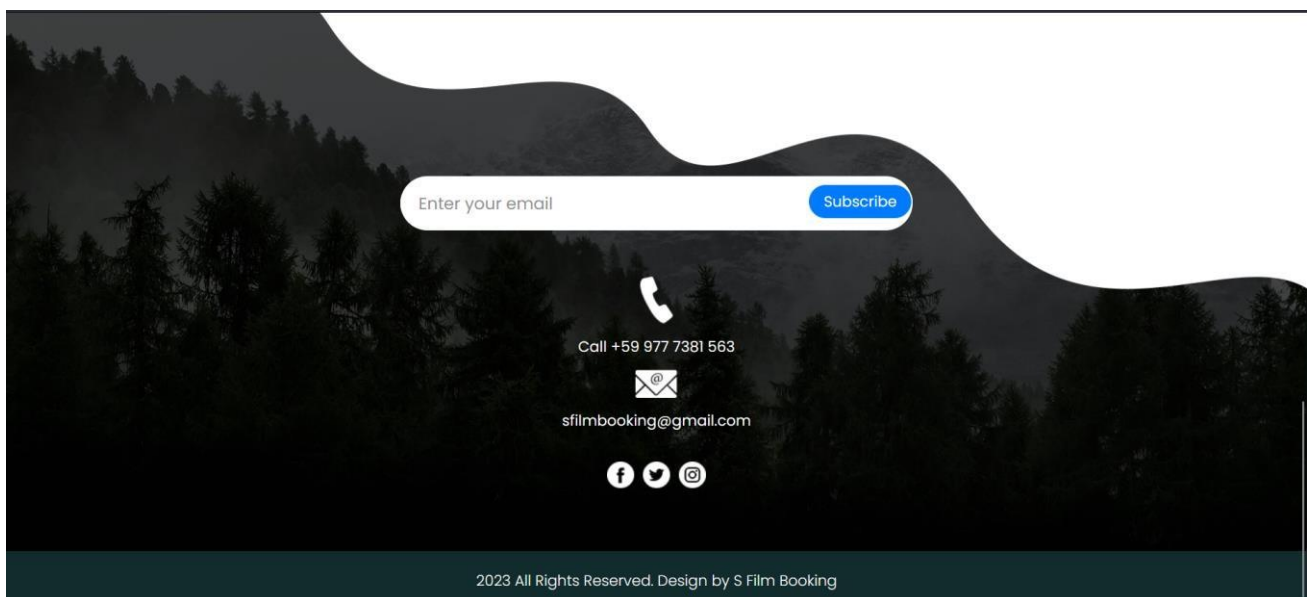 Enter your email
Subscribe
Call +59 977 7381 563
@
sfilmbooking@gmail.com
2023 All Rights Reserved. Design by S Film Booking